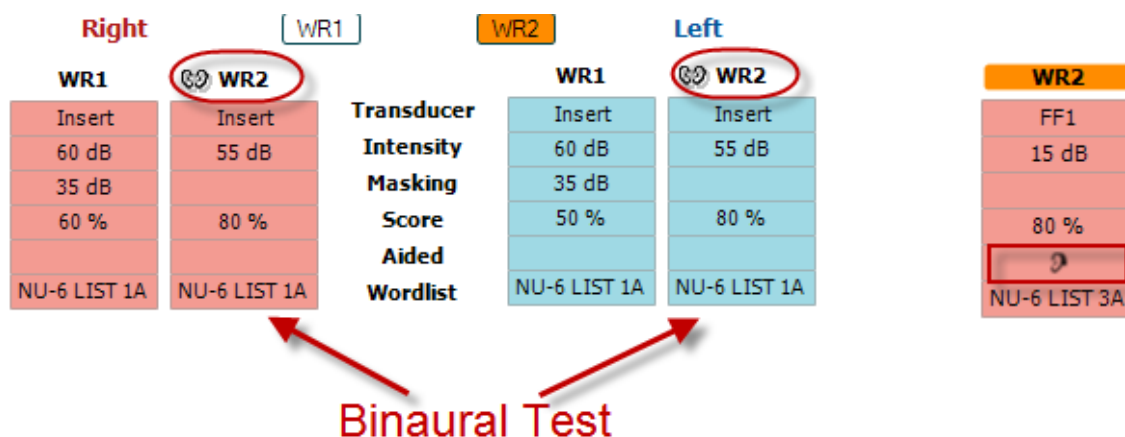 Right WR1 WR2 Left
WR1 WR2 WR1 WR2 WR2
Insert Insert Transducer Insert Insert FF1
60 dB 55 dB Intensity 60 dB 55 dB 15 dB
35 dB Masking 35 dB
60 % 80 % Score 50 % 80 % 80 %
Aided
NU-6 LIST 1A NU-6 LIST 1A Wordlist NU-6 LIST 1A NU-6 LIST 1A NU-6 LIST 3A
Binaural Test